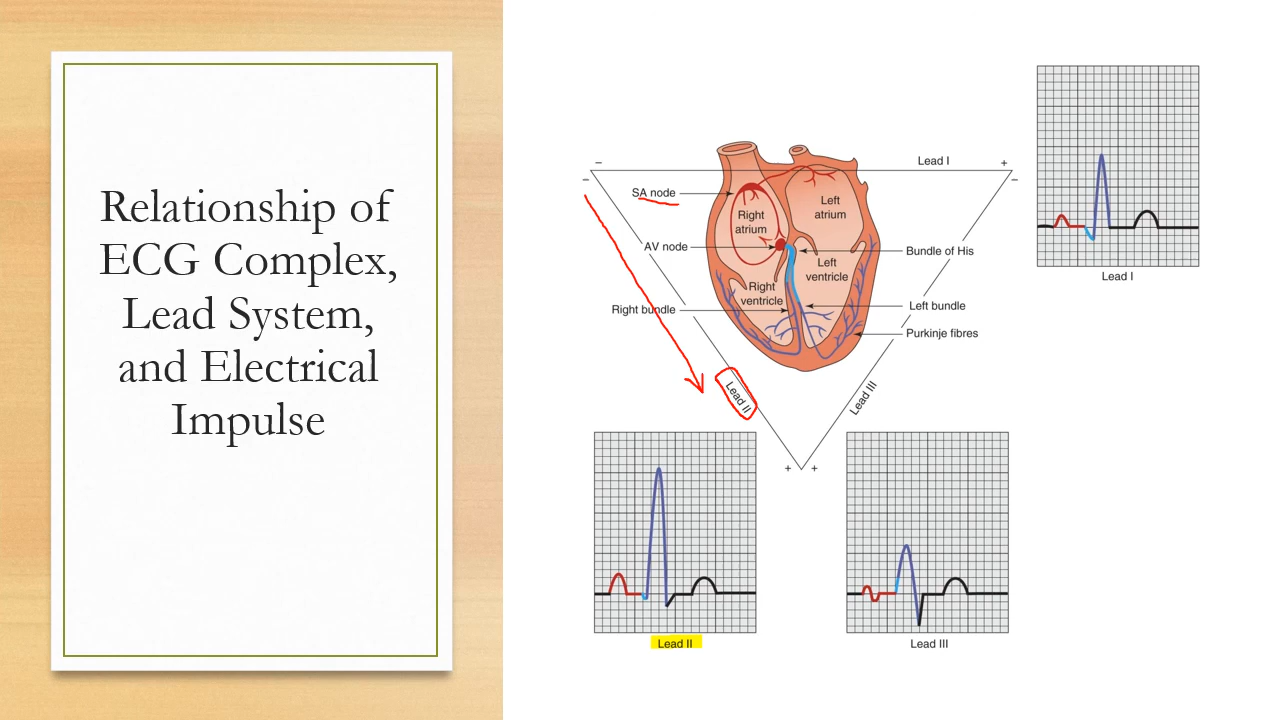 Relationship of
ECG Complex,
Lead System,
and Electrical
Impulse
− Lead I +
− −
SA node
Right
atrium
Left
atrium
AV node
Bundle of His
Left
ventricle
Right
ventricle
Right bundle
Left bundle
Purkinje fibres
Lead II
Lead III
+ +
Lead I
Lead II
Lead III